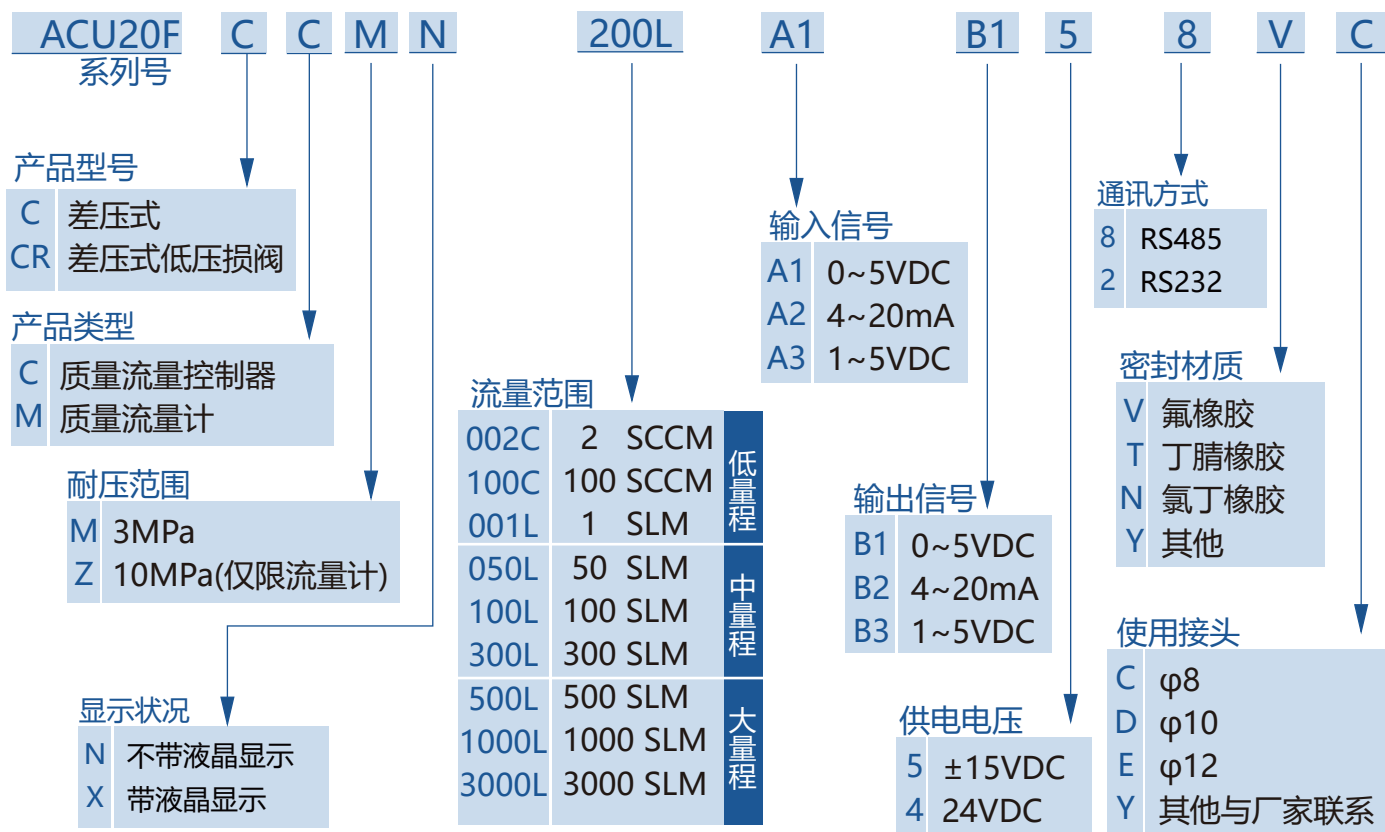 ACU20F C C M N 200L A1 B1 5 8 V C
系列号
产品型号
C 差压式
CR 差压式低压损阀
产品类型
C 质量流量控制器
M 质量流量计
耐压范围
M 3MPa
Z 10MPa(仅限流量计)
显示状况
N 不带液晶显示
X 带液晶显示
流量范围
002C 2 SCCM
100C 100 SCCM
001L 1 SLM
低量程
050L 50 SLM
100L 100 SLM
300L 300 SLM
中量程
500L 500 SLM
1000L 1000 SLM
3000L 3000 SLM
大量程
输入信号
A1 0~5VDC
A2 4~20mA
A3 1~5VDC
输出信号
B1 0~5VDC
B2 4~20mA
B3 1~5VDC
供电电压
5 ±15VDC
4 24VDC
通讯方式
8 RS485
2 RS232
密封材质
V 氟橡胶
T 丁腈橡胶
N 氯丁橡胶
Y 其他
使用接头
C φ8
D φ10
E φ12
Y 其他与厂家联系